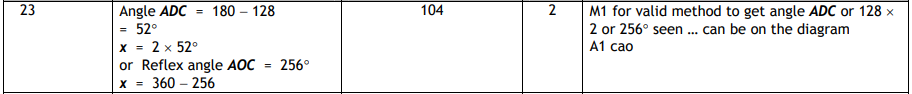 23
Angle ADC = 180 – 128
= 52°
x = 2 × 52°
or Reflex angle AOC = 256°
x = 360 – 256
104
2
M1 for valid method to get angle ADC or 128 ×
2 or 256° seen ... can be on the diagram
A1 cao